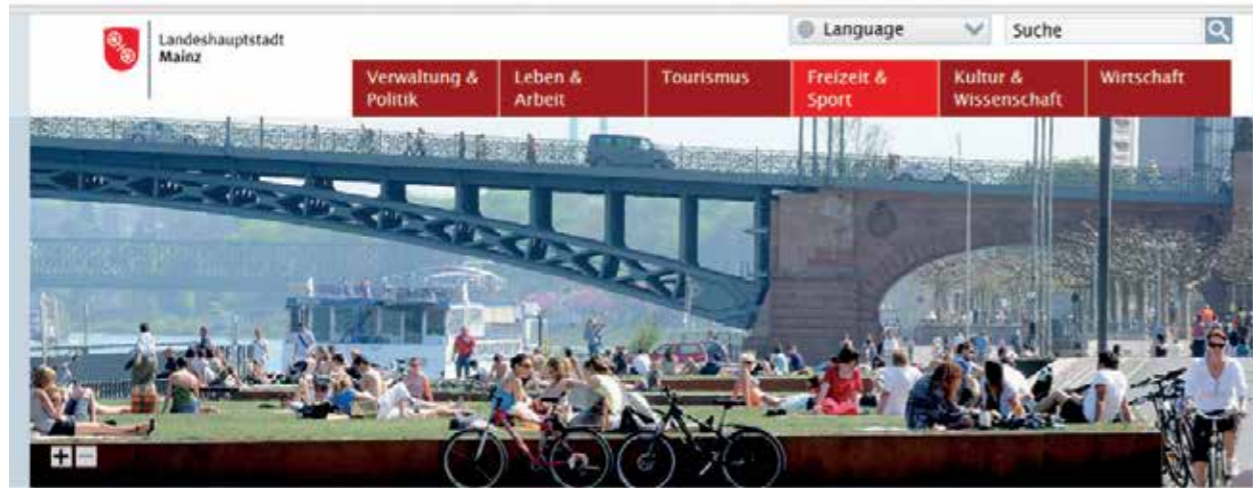 Landeshauptstadt
Mainz
Language
Suche
Verwaltung &
Politik
Leben &
Arbeit
Tourismus
Freizeit &
Sport
Kultur &
Wissenschaft
Wirtschaft